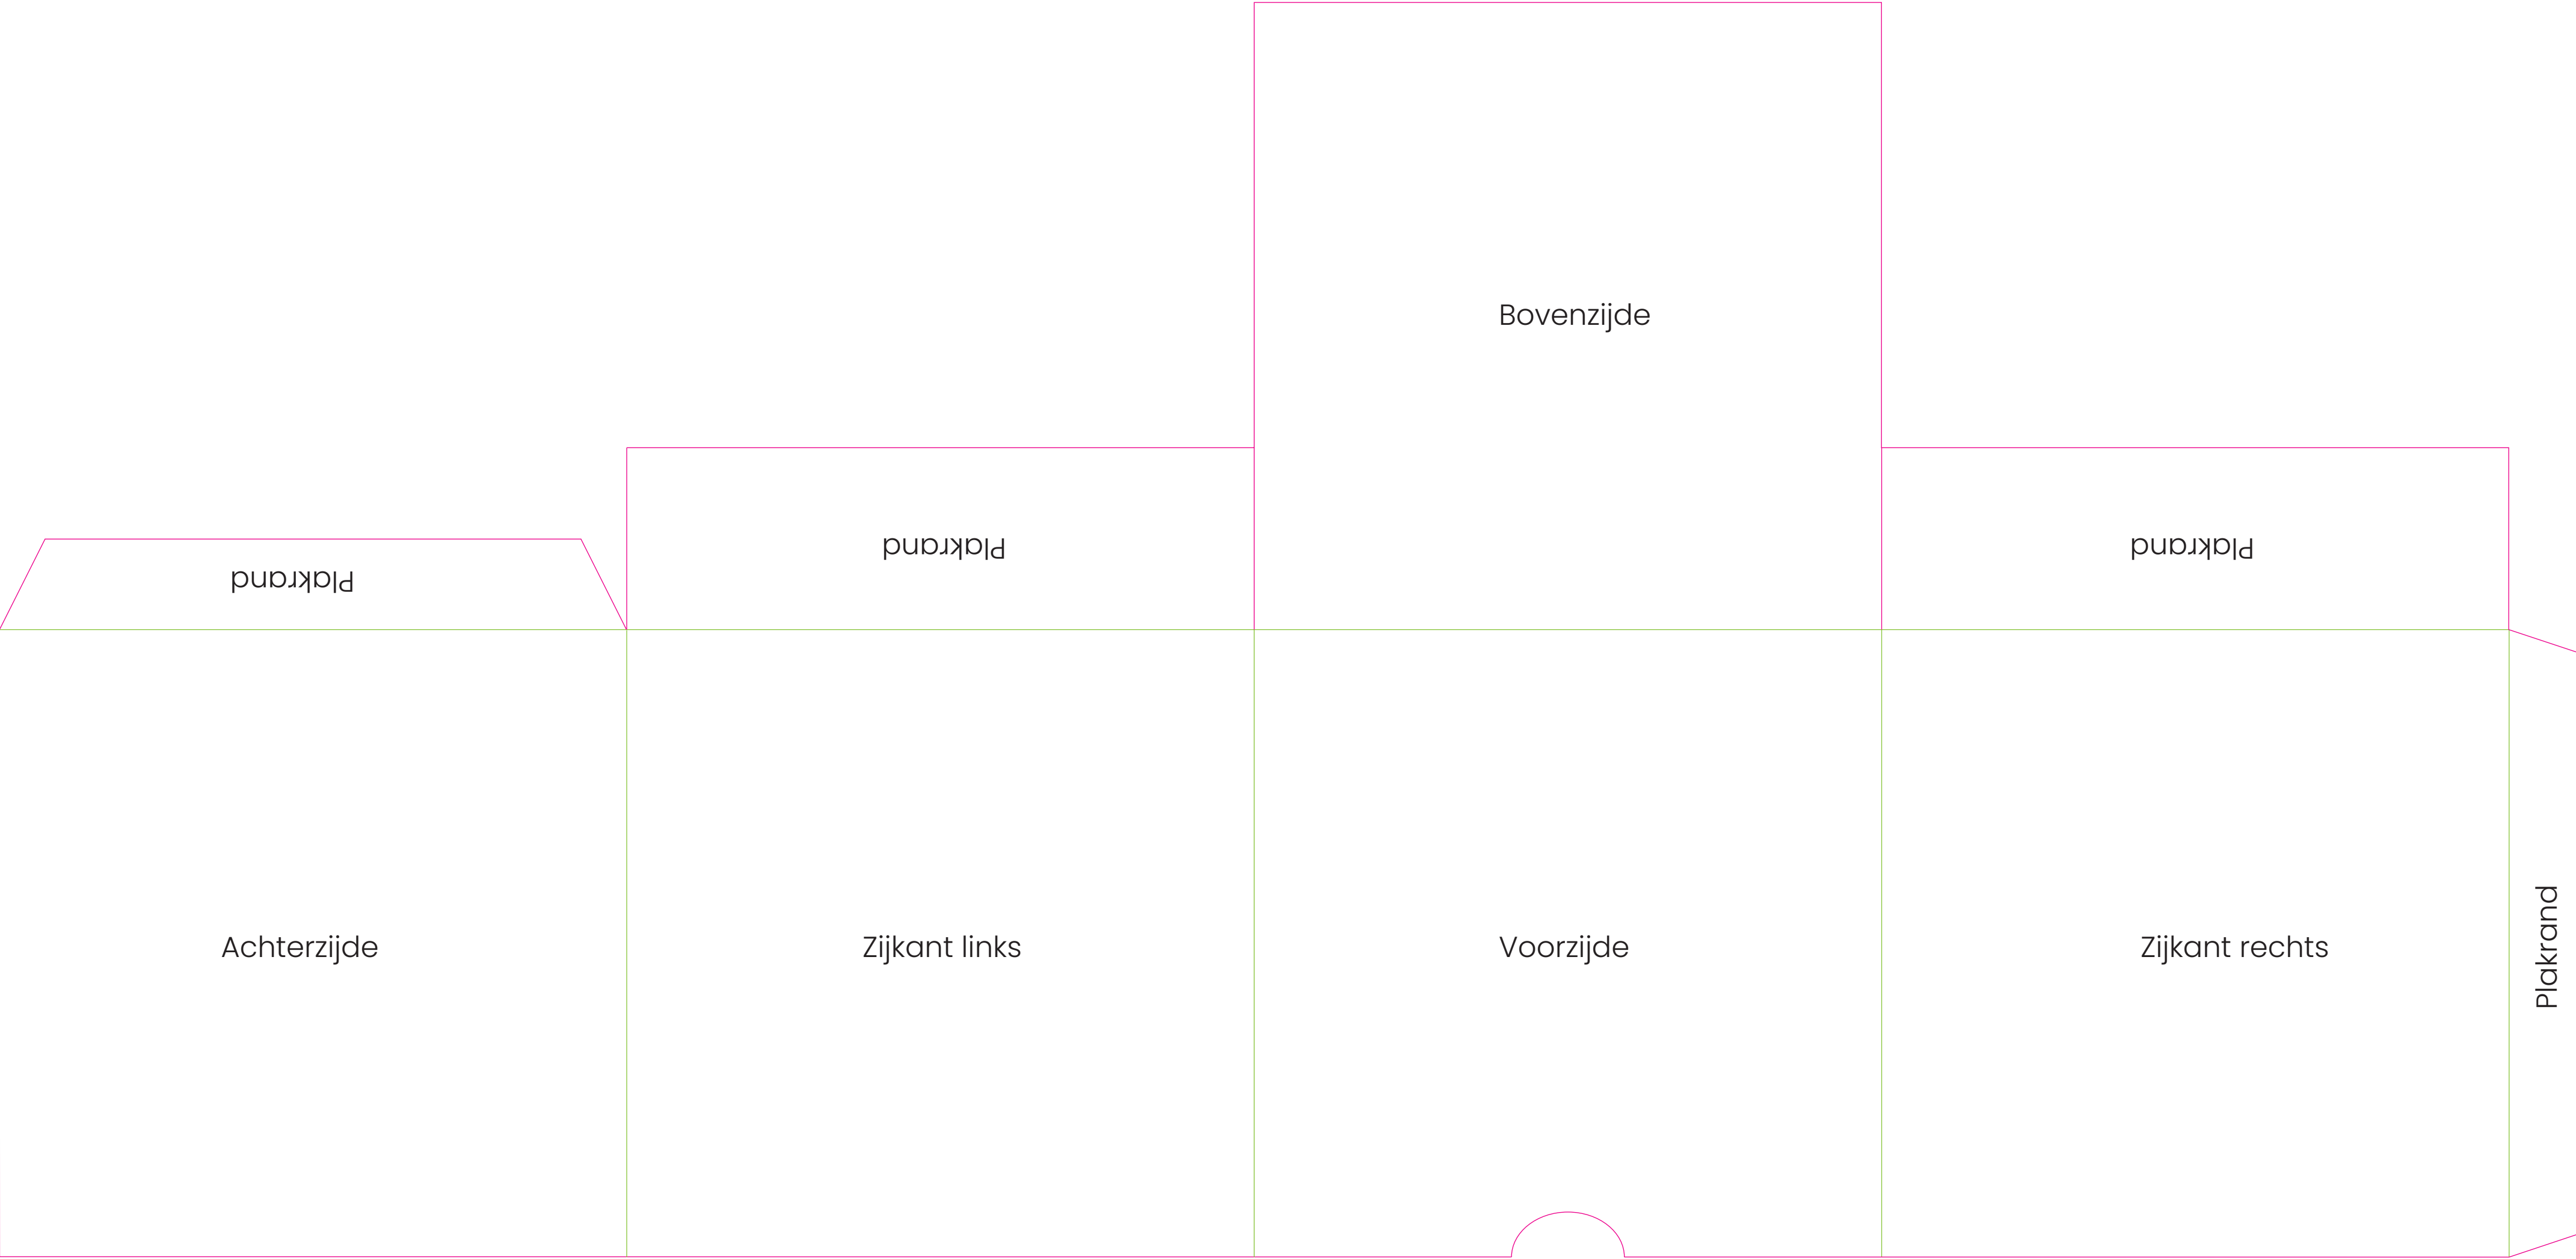 Bovenzijde
Plakrand
Plakrand
Plakrand
Achterzijde
Zijkant links
Voorzijde
Zijkant rechts
Plakrand